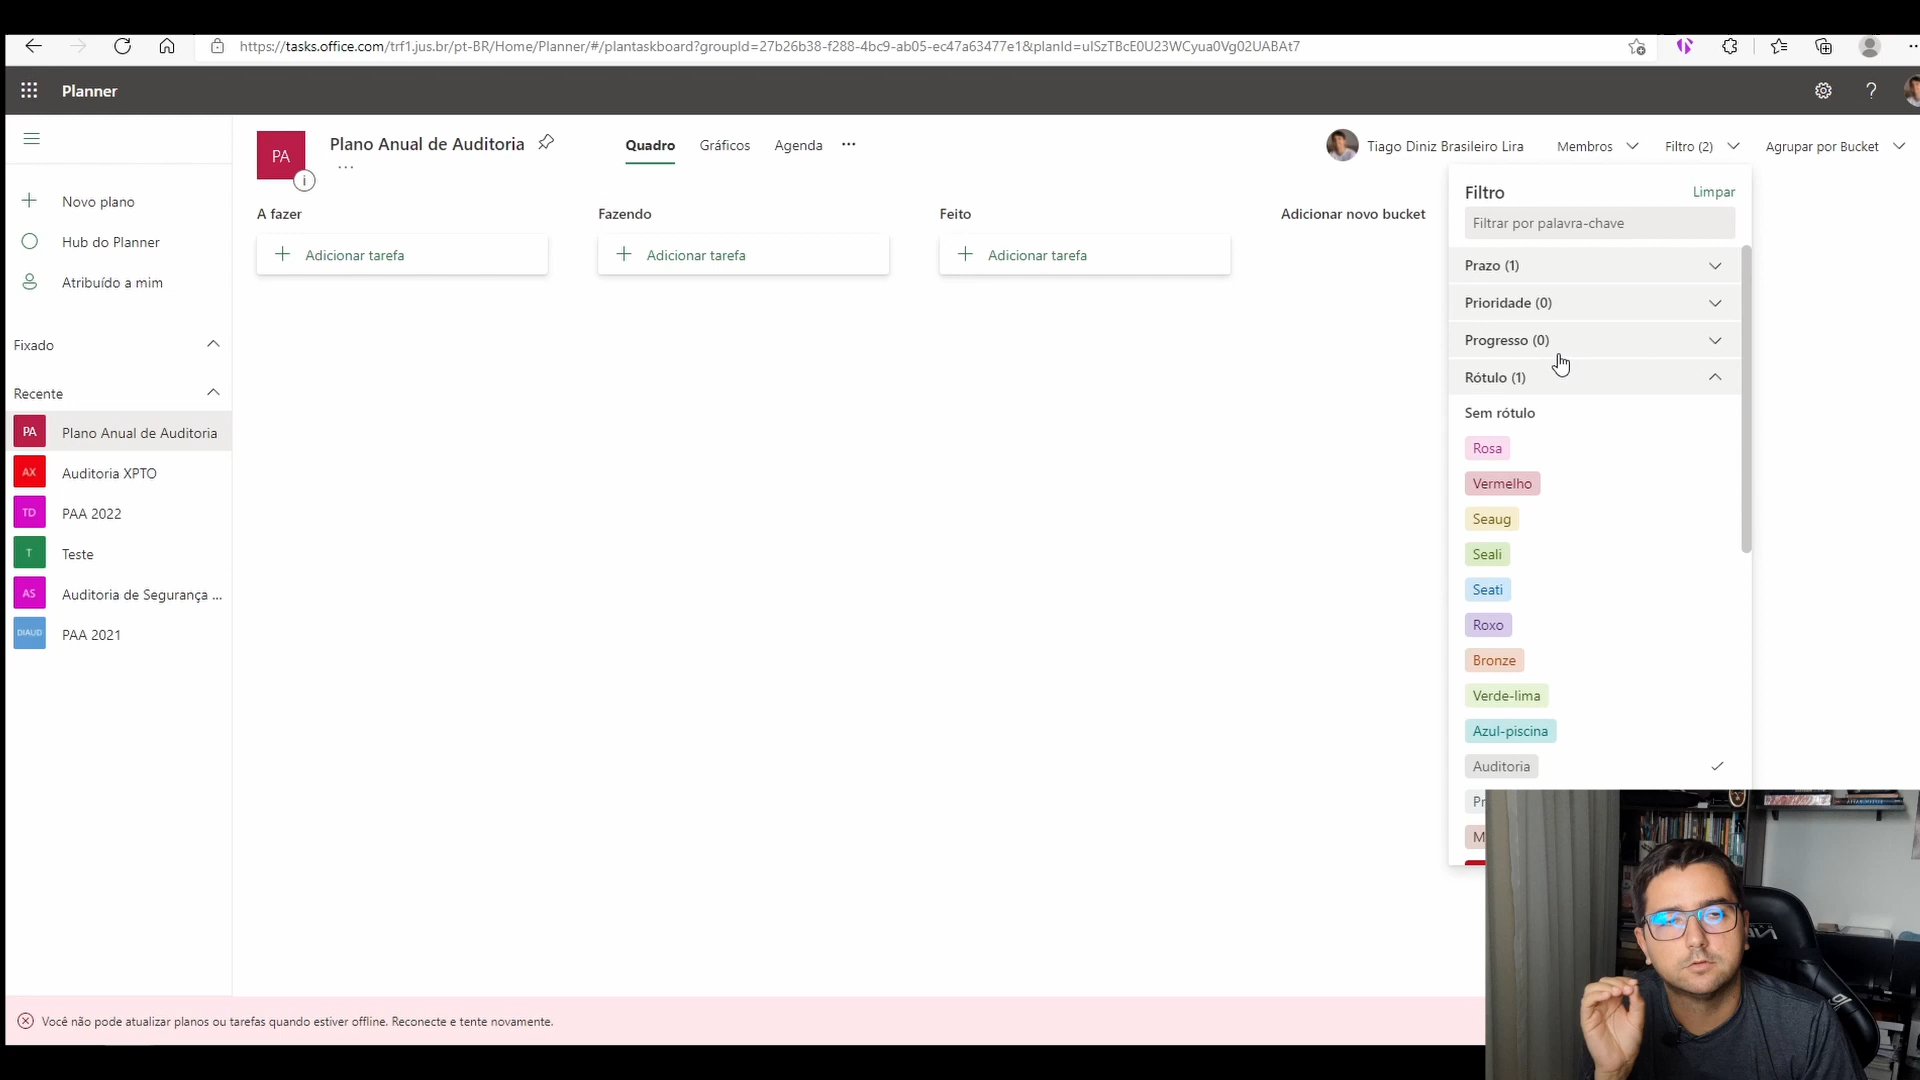 https://tasks.office.com/trf1.jus.br/pt-BR/Home/Planner/#/plantaskboard?groupId=27b26b38-f288-4bc9-ab05-ec47a63477e1&planId=uISzTBcE0U23WCyua0Vg02UABAt7
Planner
PA
Plano Anual de Auditoria
Quadro
Gráficos
Agenda
Tiago Diniz Brasileiro Lira
Membros
Filtro (2)
Agrupar por Bucket
Novo plano
Hub do Planner
Atribuído a mim
Fixado
Recente
PA Plano Anual de Auditoria
AX Auditoria XPTO
TD PAA 2022
T Teste
AS Auditoria de Segurança ...
DIAUD PAA 2021
A fazer
Adicionar tarefa
Fazendo
Adicionar tarefa
Feito
Adicionar tarefa
Adicionar novo bucket
Filtro
Limpar
Filtrar por palavra-chave
Prazo (1)
Prioridade (0)
Progresso (0)
Rótulo (1)
Sem rótulo
Rosa
Vermelho
Seaug
Seali
Seati
Roxo
Bronze
Verde-lima
Azul-piscina
Auditoria
Você não pode atualizar planos ou tarefas quando estiver offline. Reconecte e tente novamente.